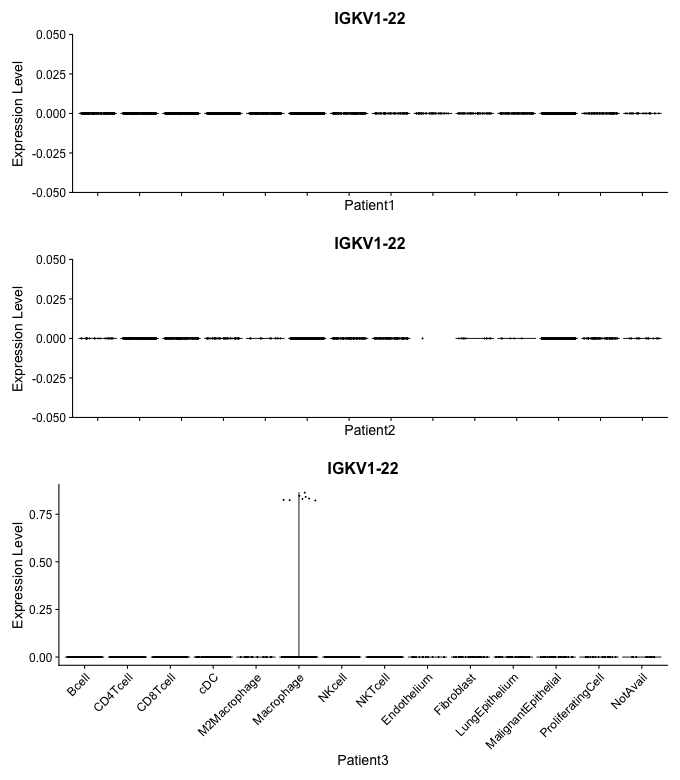 IGKV1-22
0.050
0.025
0.000
-0.025
-0.050
Expression Level
Patient1
IGKV1-22
0.050
0.025
0.000
-0.025
-0.050
Expression Level
Patient2
IGKV1-22
0.75
0.50
0.25
0.00
Expression Level
Bcell
CD4Tcell
CD8Tcell
cDC
M2Macrophage
Macrophage
NKcell
NKTcell
Endothelium
Fibroblast
LungEpithelium
MalignantEpithelial
ProliferatingCell
NotAvail
Patient3